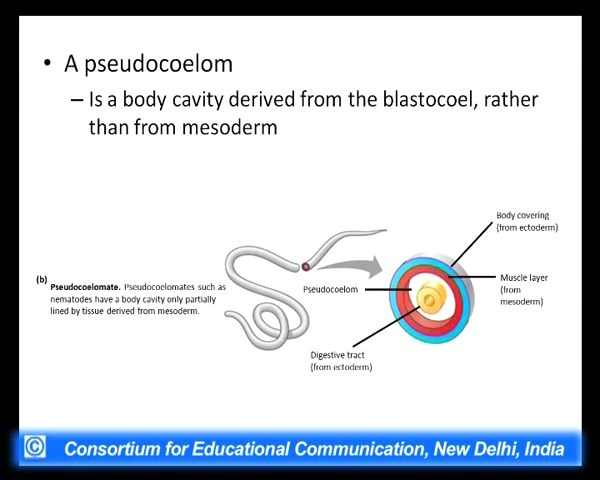 • A pseudocoelom
– Is a body cavity derived from the blastocoel, rather
than from mesoderm
Body covering
(from ectoderm)
(b)
Pseudocoelomate. Pseudocoelomates such as
nematodes have a body cavity only partially
lined by tissue derived from mesoderm.
Pseudocoelom
Muscle layer
(from
mesoderm)
Digestive tract
(from ectoderm)
© Consortium for Educational Communication, New Delhi, India